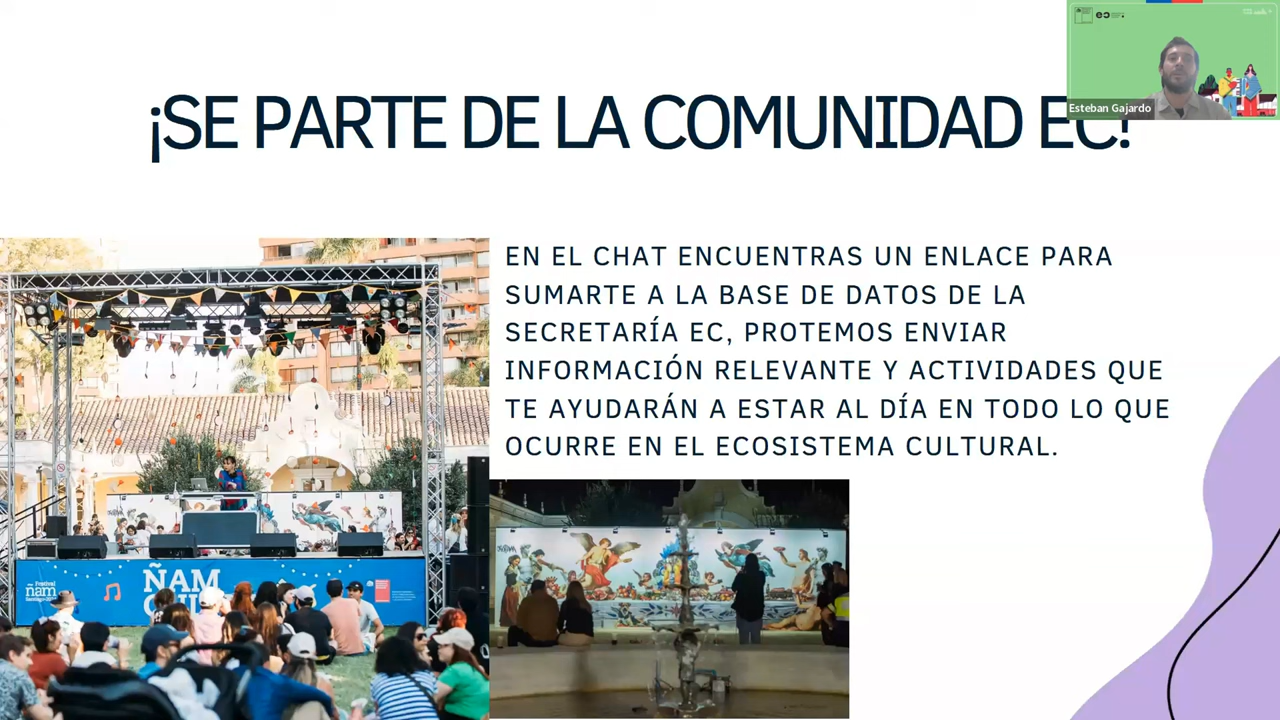 ¡SE PARTE DE LA COMUNIDAD EC!
Esteban Gajardo
EN EL CHAT ENCUENTRAS UN ENLACE PARA
SUMARTE A LA BASE DE DATOS DE LA
SECRETARÍA EC, PROTEMOS ENVIAR
INFORMACIÓN RELEVANTE Y ACTIVIDADES QUE
TE AYUDARÁN A ESTAR AL DÍA EN TODO LO QUE
OCURRE EN EL ECOSISTEMA CULTURAL.
Festival
ñam
ÑAM